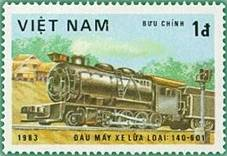 VIỆT NAM BƯU CHÍNH 1đ
1983 ĐẦU MÁY XE LỬA LOẠI: 140-601